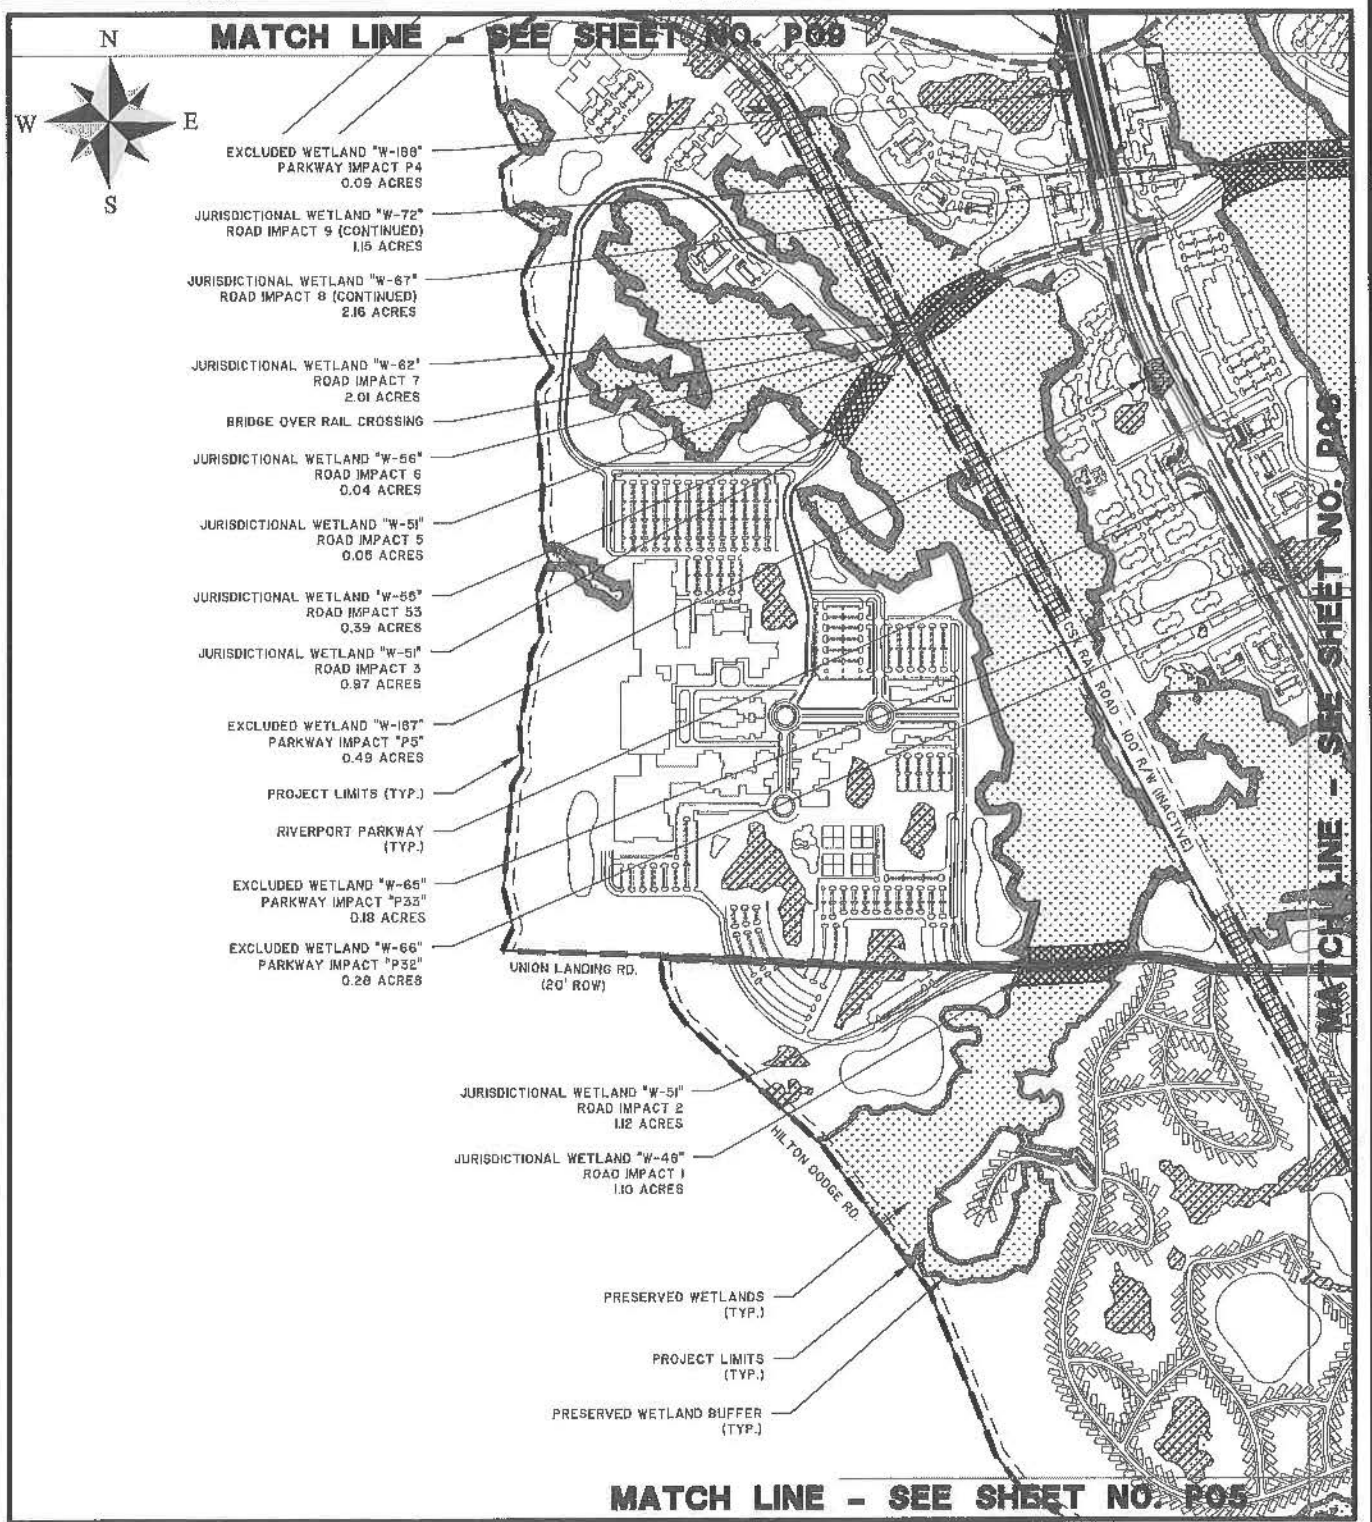 MATCH LINE - SEE SHEET NO. P09
N
W
E
S
EXCLUDED WETLAND "W-188"
PARKWAY IMPACT P4
0.09 ACRES
JURISDICTIONAL WETLAND "W-72"
ROAD IMPACT 9 (CONTINUED)
1.15 ACRES
JURISDICTIONAL WETLAND "W-67"
ROAD IMPACT 8 (CONTINUED)
2.16 ACRES
JURISDICTIONAL WETLAND "W-62"
ROAD IMPACT 7
2.01 ACRES
BRIDGE OVER RAIL CROSSING
JURISDICTIONAL WETLAND "W-56"
ROAD IMPACT 6
0.04 ACRES
JURISDICTIONAL WETLAND "W-51"
ROAD IMPACT 5
0.05 ACRES
JURISDICTIONAL WETLAND "W-55"
ROAD IMPACT 53
0.39 ACRES
JURISDICTIONAL WETLAND "W-51"
ROAD IMPACT 3
0.97 ACRES
EXCLUDED WETLAND "W-167"
PARKWAY IMPACT "P5"
0.49 ACRES
PROJECT LIMITS (TYP.)
RIVERPORT PARKWAY
(TYP.)
EXCLUDED WETLAND "W-65"
PARKWAY IMPACT "P33"
0.18 ACRES
EXCLUDED WETLAND "W-66"
PARKWAY IMPACT "P32"
0.28 ACRES
UNION LANDING RD.
(20' ROW)
CSX RAIL ROAD - 100' R/W (INACTIVE)
MATCH LINE - SEE SHEET NO.
JURISDICTIONAL WETLAND "W-51"
ROAD IMPACT 2
1.12 ACRES
JURISDICTIONAL WETLAND "W-46"
ROAD IMPACT 1
1.10 ACRES
HILTON DODGE RD.
PRESERVED WETLANDS
(TYP.)
PROJECT LIMITS
(TYP.)
PRESERVED WETLAND BUFFER
(TYP.)
MATCH LINE - SEE SHEET NO. P05